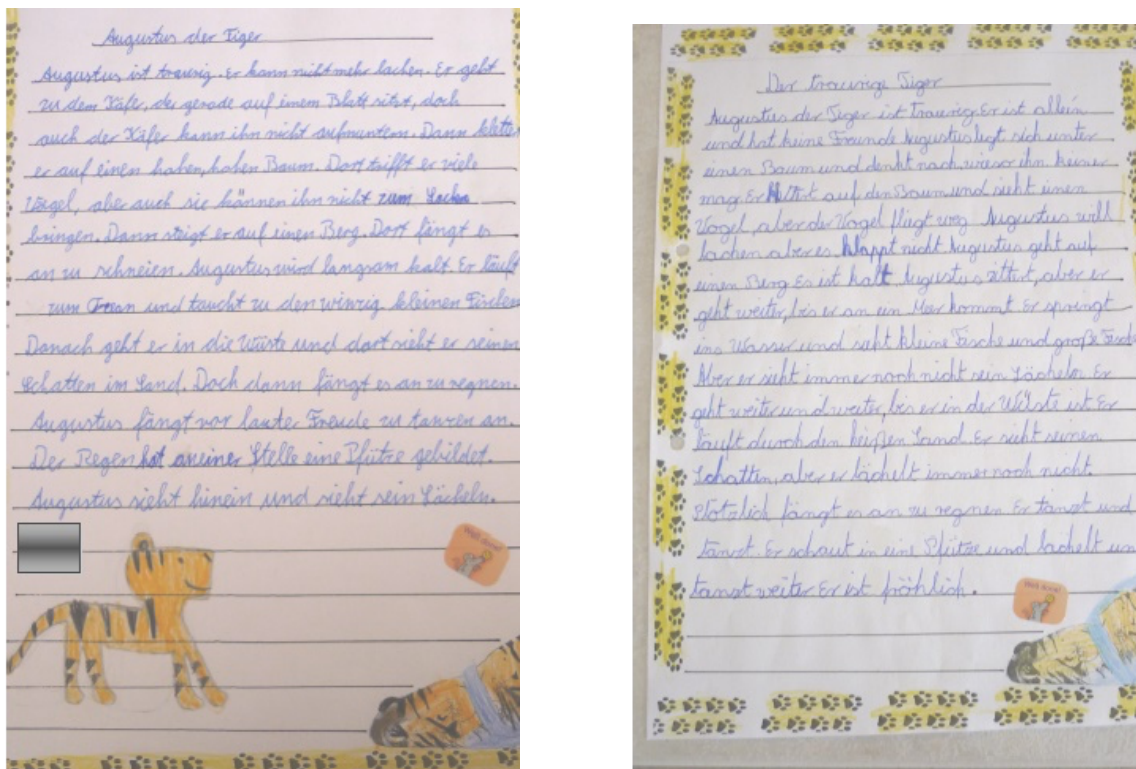 Augustus der Tiger
Augustus ist traurig. Er kann nicht mehr lachen. Er geht
zu dem Käfer, der gerade auf einem Blatt sitzt, doch
auch der Käfer kann ihn nicht aufmuntern. Dann klette
er auf einen hohen, hohen Baum. Dort trifft er viele
Vögel, aber auch sie können ihn nicht zum Lachen
bringen. Dann steigt er auf einen Berg. Dort fängt es
an zu schneien. Augustus wird langsam kalt. Er läuft
zum Ozean und taucht zu den winzig kleinen Fischen
Danach geht er in die Wüste und dort sieht er seinen
Schatten im Sand. Doch dann fängt es an zu regnen.
Augustus fängt vor lauter Freude zu tanzen an.
Der Regen hat an einer Stelle eine Pfütze gebildet.
Augustus sieht hinein und sieht sein Lächeln.
Well done!
Der traurige Tiger
Augustus der Tiger ist Traurig. Er ist allein
und hat keine Freunde Augustus legt sich unter
einen Baum und denkt nach, wieso ihn keiner
mag. Er klettert auf den Baum und sieht einen
Vogel, aber der Vogel fliegt weg Augustus will
lachen aber es klappt nicht Augustus geht auf
einen Berg Es ist kalt Augustus zittert, aber er
geht weiter, bis er an ein Meer kommt Er springt
ins Wasser und seht kleine Fische und große Fisch
Aber er sieht immer noch nicht sein Lächeln Er
geht weiter und weiter, bis er in der Wüste ist Er
läuft durch den heißen Sand. Er sieht seinen
Schatten, aber er lächelt immer noch nicht.
Plötzlich fängt es an zu regnen Er tanzt und
tanzt. Er schaut in eine Pfütze und lächelt un
tanzt weiter Er ist fröhlich.
Well done!